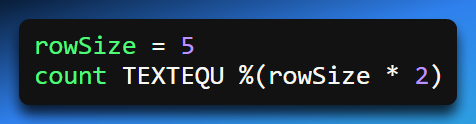 rowSize = 5
count TEXTEQU %(rowSize * 2)